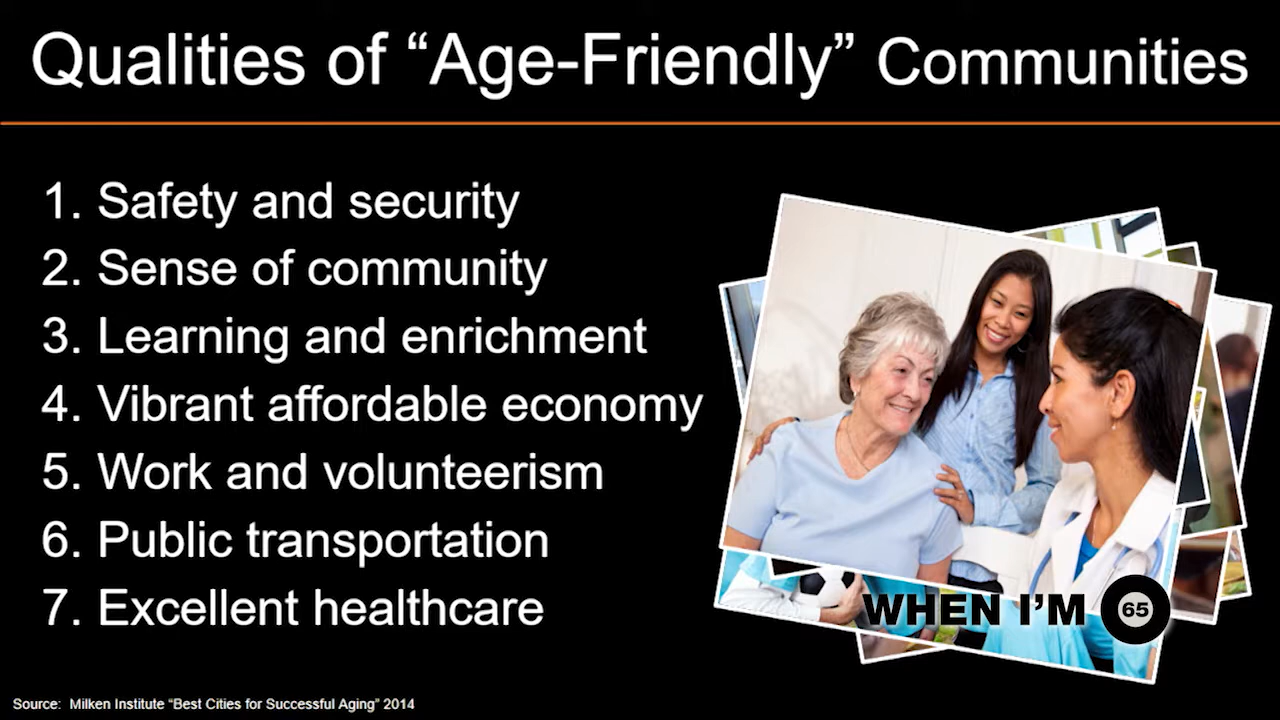 Qualities of “Age-Friendly” Communities
1. Safety and security
2. Sense of community
3. Learning and enrichment
4. Vibrant affordable economy
5. Work and volunteerism
6. Public transportation
7. Excellent healthcare
WHEN I’M 65
Source: Milken Institute “Best Cities for Successful Aging” 2014